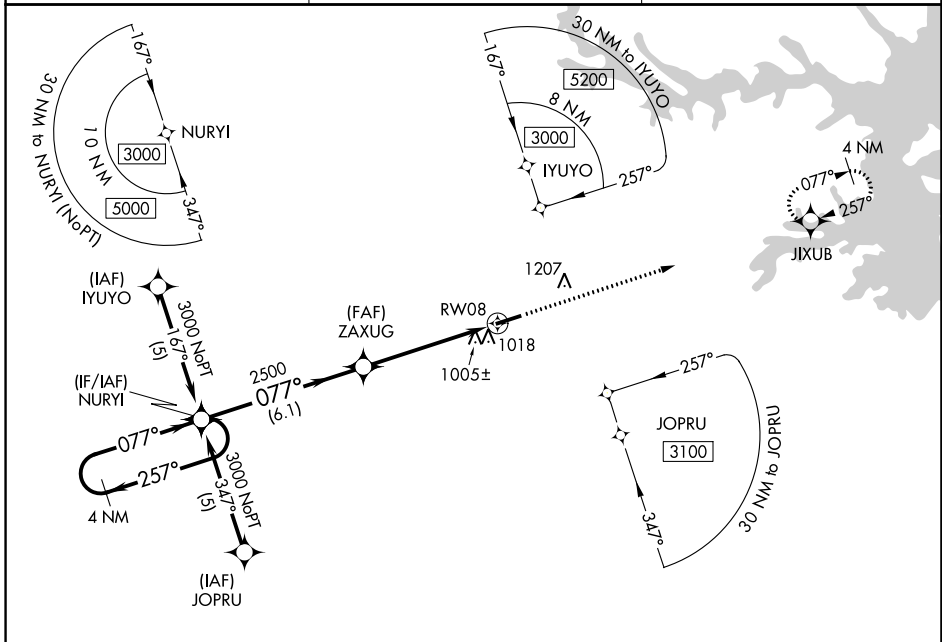 167°
NURYI
3000
10 NM
5000
30 NM to NURYI (NoPT)
347°
30 NM to IYUYO
5200
167°
8 NM
3000
IYUYO
257°
4 NM
077°
257°
JIXUB
(IAF)
IYUYO
3000 NoPT
167°
(5)
1207
RW08
(FAF)
ZAXUG
1018
1005±
(IF/IAF)
NURYI
2500
077°
(6.1)
077°
257°
4 NM
3000 NoPT
347°
(5)
(IAF)
JOPRU
257°
JOPRU
3100
30 NM to JOPRU
347°